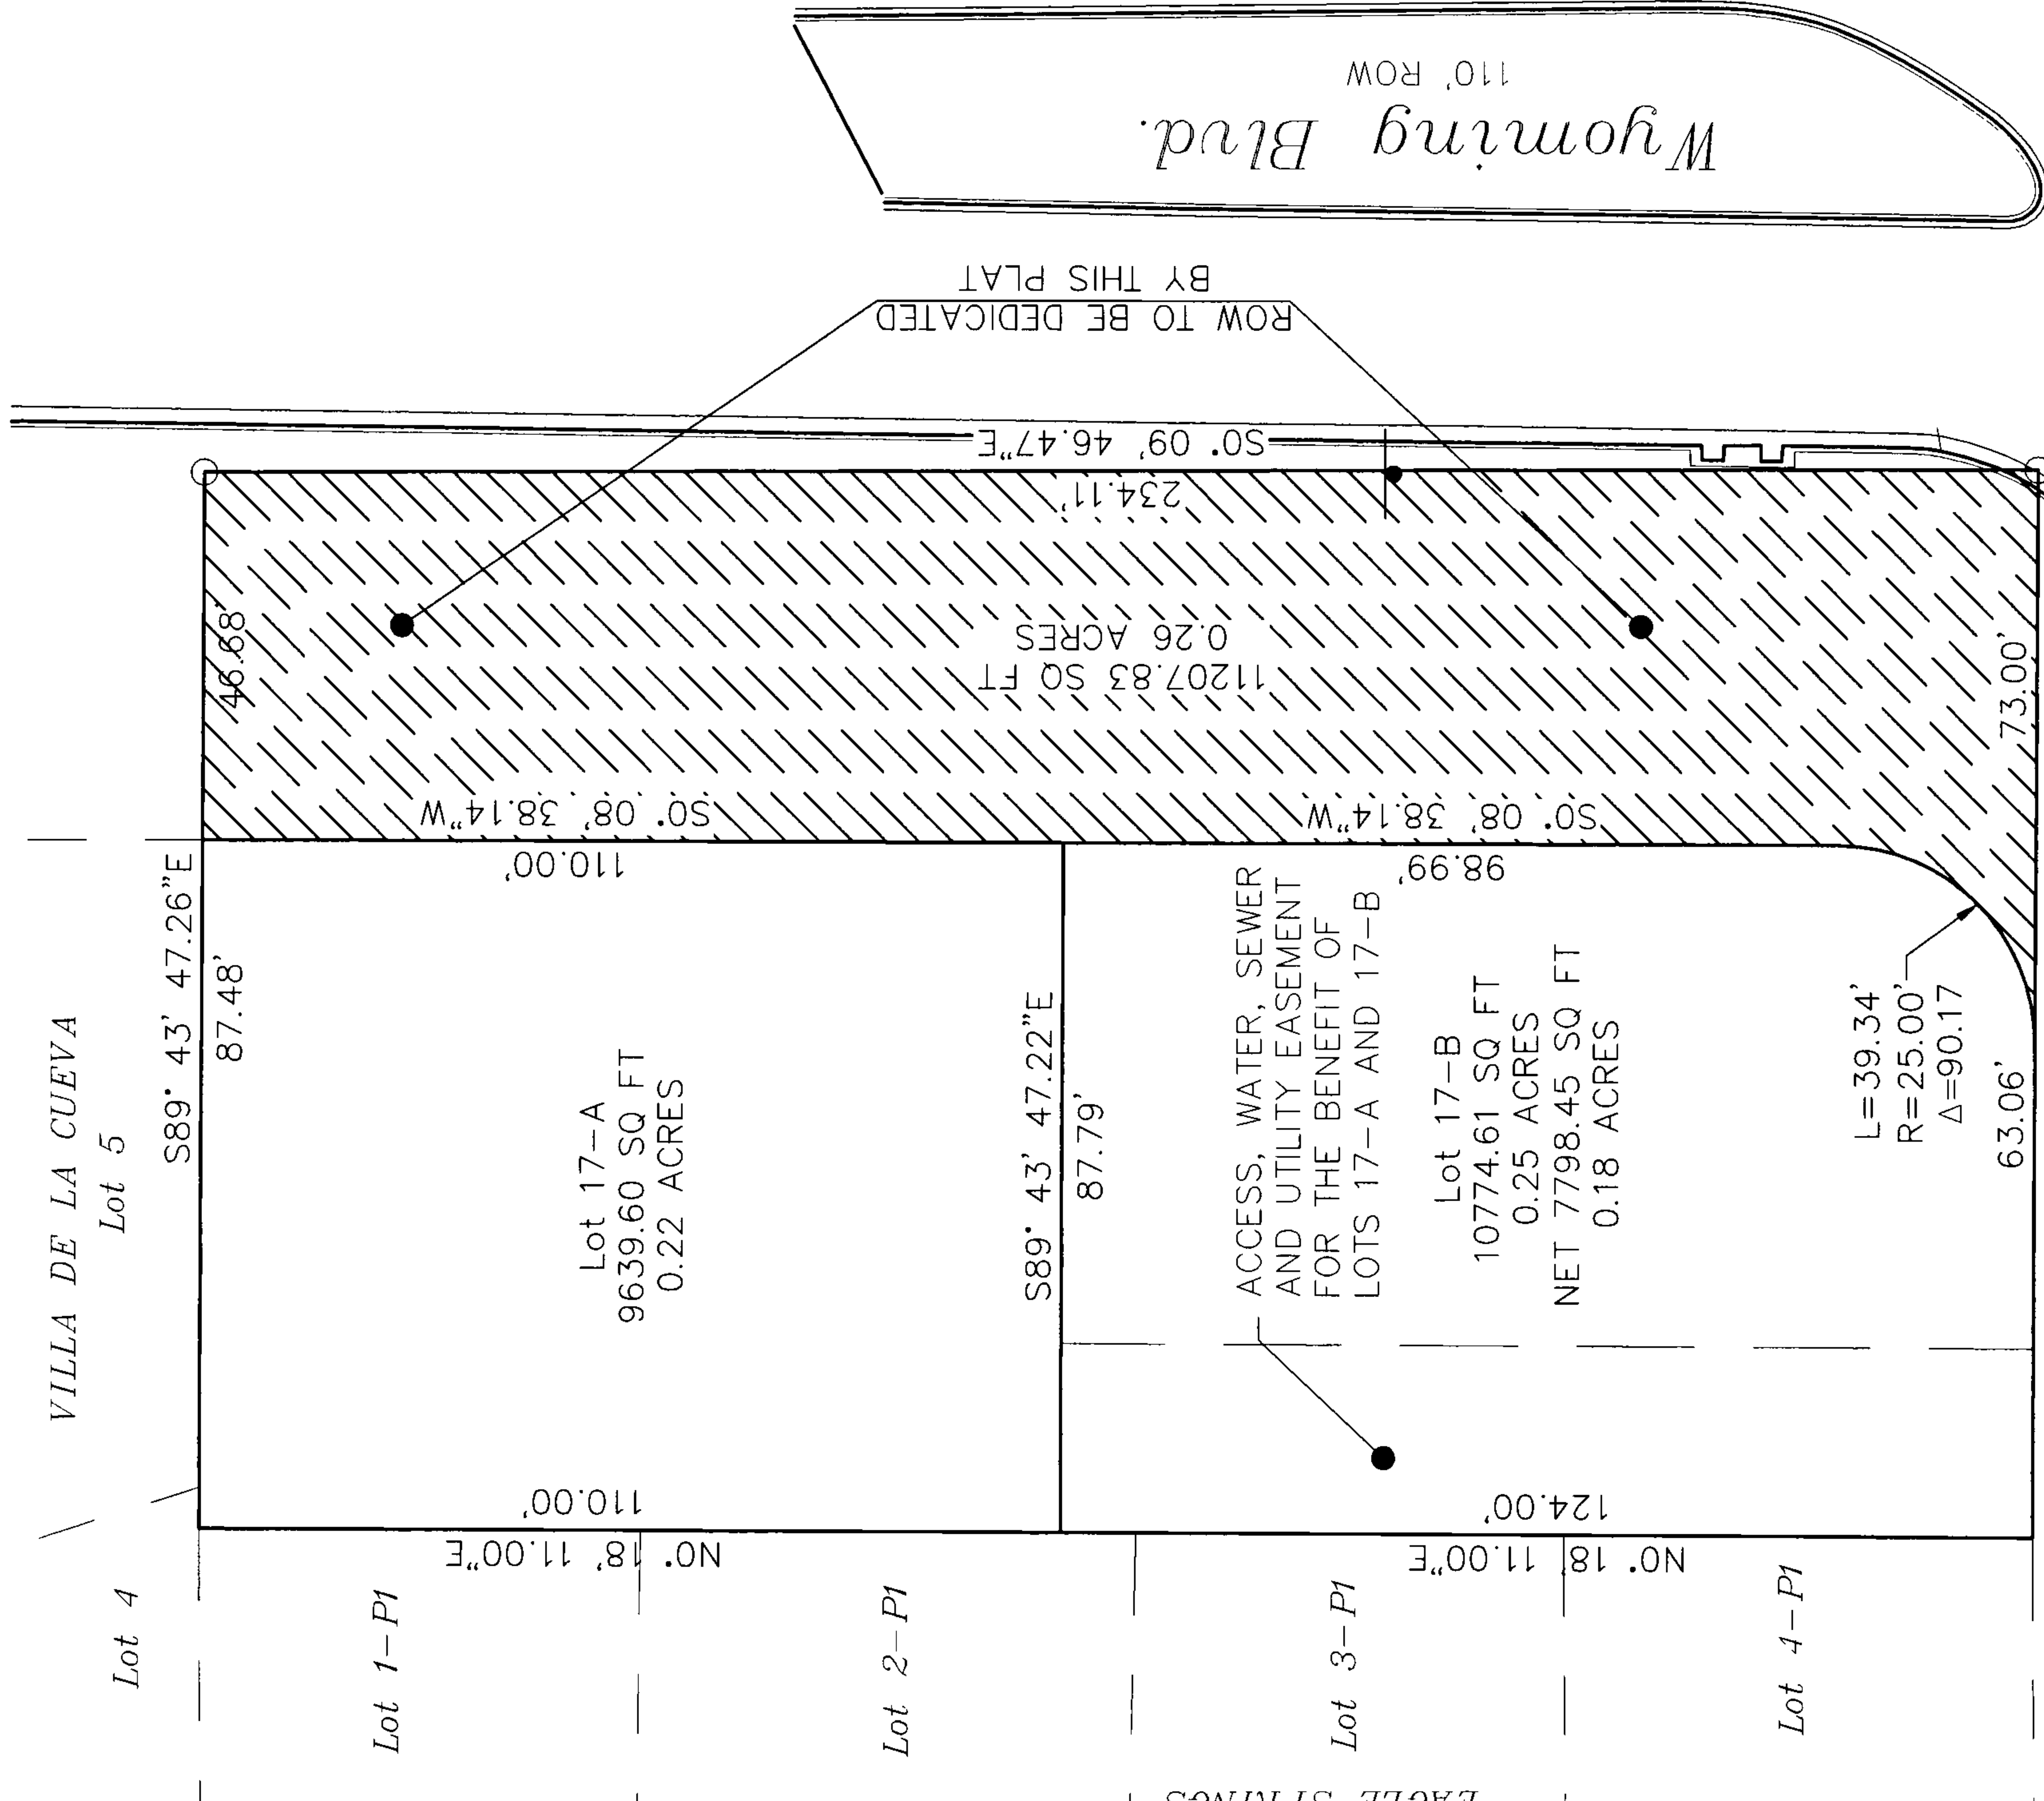 VILLA DE LA CUEVA
Lot 5
Lot 4
S89° 43' 47.26"E
87.48'
46.68'
Lot 17-A
9639.60 SQ FT
0.22 ACRES
110.00'
N0° 18' 11.00"E
110.00'
S0° 08' 38.14"W
S89° 43' 47.22"E
87.79'
ACCESS, WATER, SEWER
AND UTILITY EASEMENT
FOR THE BENEFIT OF
LOTS 17-A AND 17-B
Lot 17-B
10774.61 SQ FT
0.25 ACRES
NET 7798.45 SQ FT
0.18 ACRES
124.00'
N0° 18' 11.00"E
98.99'
S0° 08' 38.14"W
L=39.34'
R=25.00'
Δ=90.17
63.06'
73.00'
11207.83 SQ FT
0.26 ACRES
234.11'
S0° 09' 46.47"E
ROW TO BE DEDICATED
BY THIS PLAT
Wyoming Blvd.
110' ROW
Lot 1-P1
Lot 2-P1
Lot 3-P1
Lot 4-P1
EAGLE SPRINGS